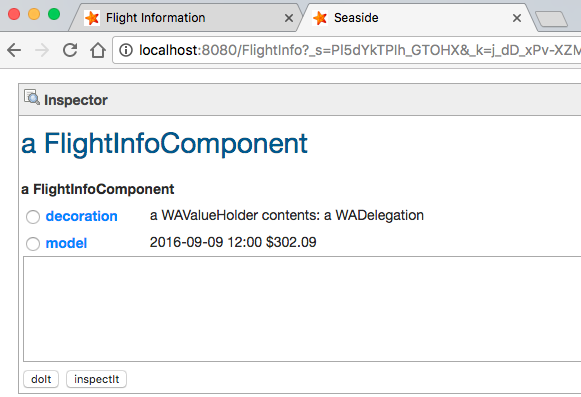 Flight Information
Seaside
localhost:8080/FlightInfo?_s=Pl5dYkTPlh_GTOHX&_k=j_dD_xPv-XZM
Inspector
a FlightInfoComponent
a FlightInfoComponent
decoration a WAValueHolder contents: a WADelegation
model 2016-09-09 12:00 $302.09
doIt inspectIt